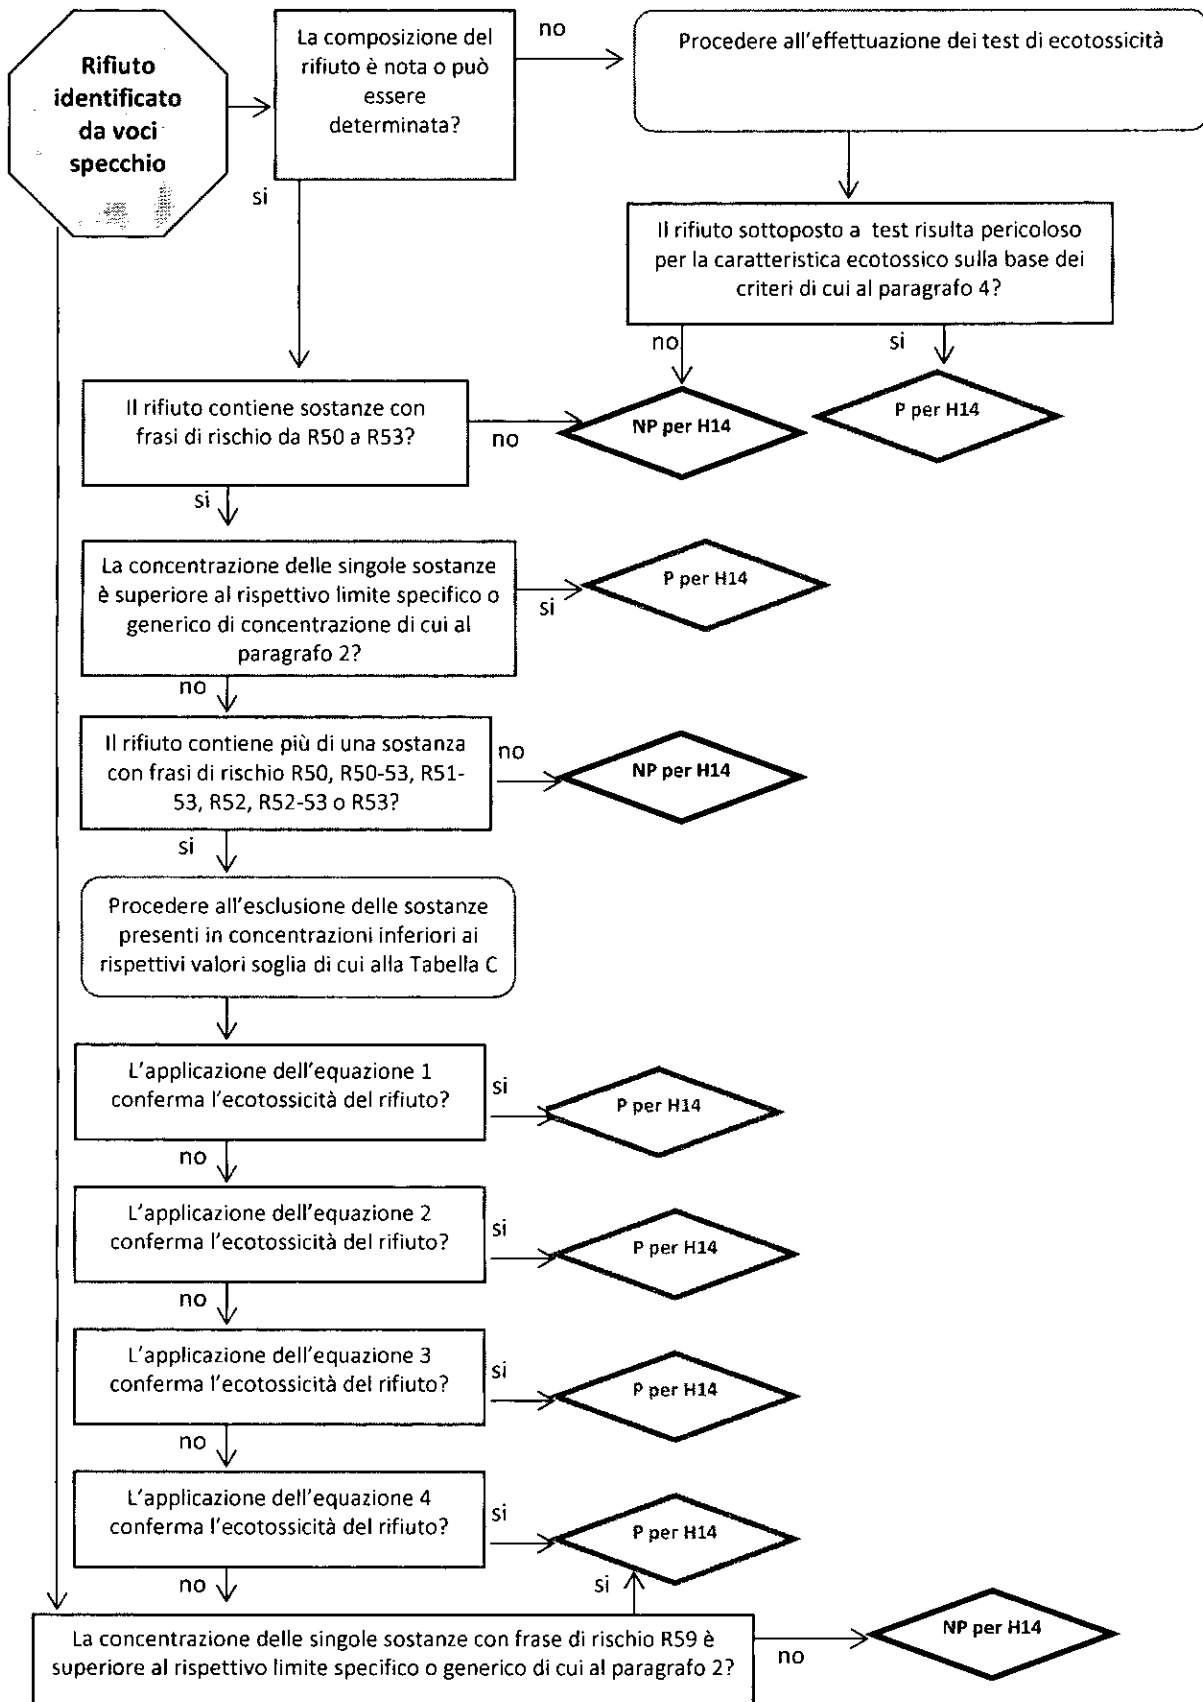 Rifiuto
identificato
da voci
specchio
La composizione del
rifiuto è nota o può
essere
determinata?
no
Procedere all'effettuazione dei test di ecotossicità
si
Il rifiuto sottoposto a test risulta pericoloso
per la caratteristica ecotossico sulla base dei
criteri di cui al paragrafo 4?
no
si
NP per H14
P per H14
Il rifiuto contiene sostanze con
frasi di rischio da R50 a R53?
no
si
La concentrazione delle singole sostanze
è superiore al rispettivo limite specifico o
generico di concentrazione di cui al
paragrafo 2?
si
P per H14
no
Il rifiuto contiene più di una sostanza
con frasi di rischio R50, R50-53, R51-
53, R52, R52-53 o R53?
no
NP per H14
si
Procedere all'esclusione delle sostanze
presenti in concentrazioni inferiori ai
rispettivi valori soglia di cui alla Tabella C
L'applicazione dell'equazione 1
conferma l'ecotossicità del rifiuto?
si
P per H14
no
L'applicazione dell'equazione 2
conferma l'ecotossicità del rifiuto?
si
P per H14
no
L'applicazione dell'equazione 3
conferma l'ecotossicità del rifiuto?
si
P per H14
no
L'applicazione dell'equazione 4
conferma l'ecotossicità del rifiuto?
si
P per H14
no
si
La concentrazione delle singole sostanze con frase di rischio R59 è
superiore al rispettivo limite specifico o generico di cui al paragrafo 2?
no
NP per H14